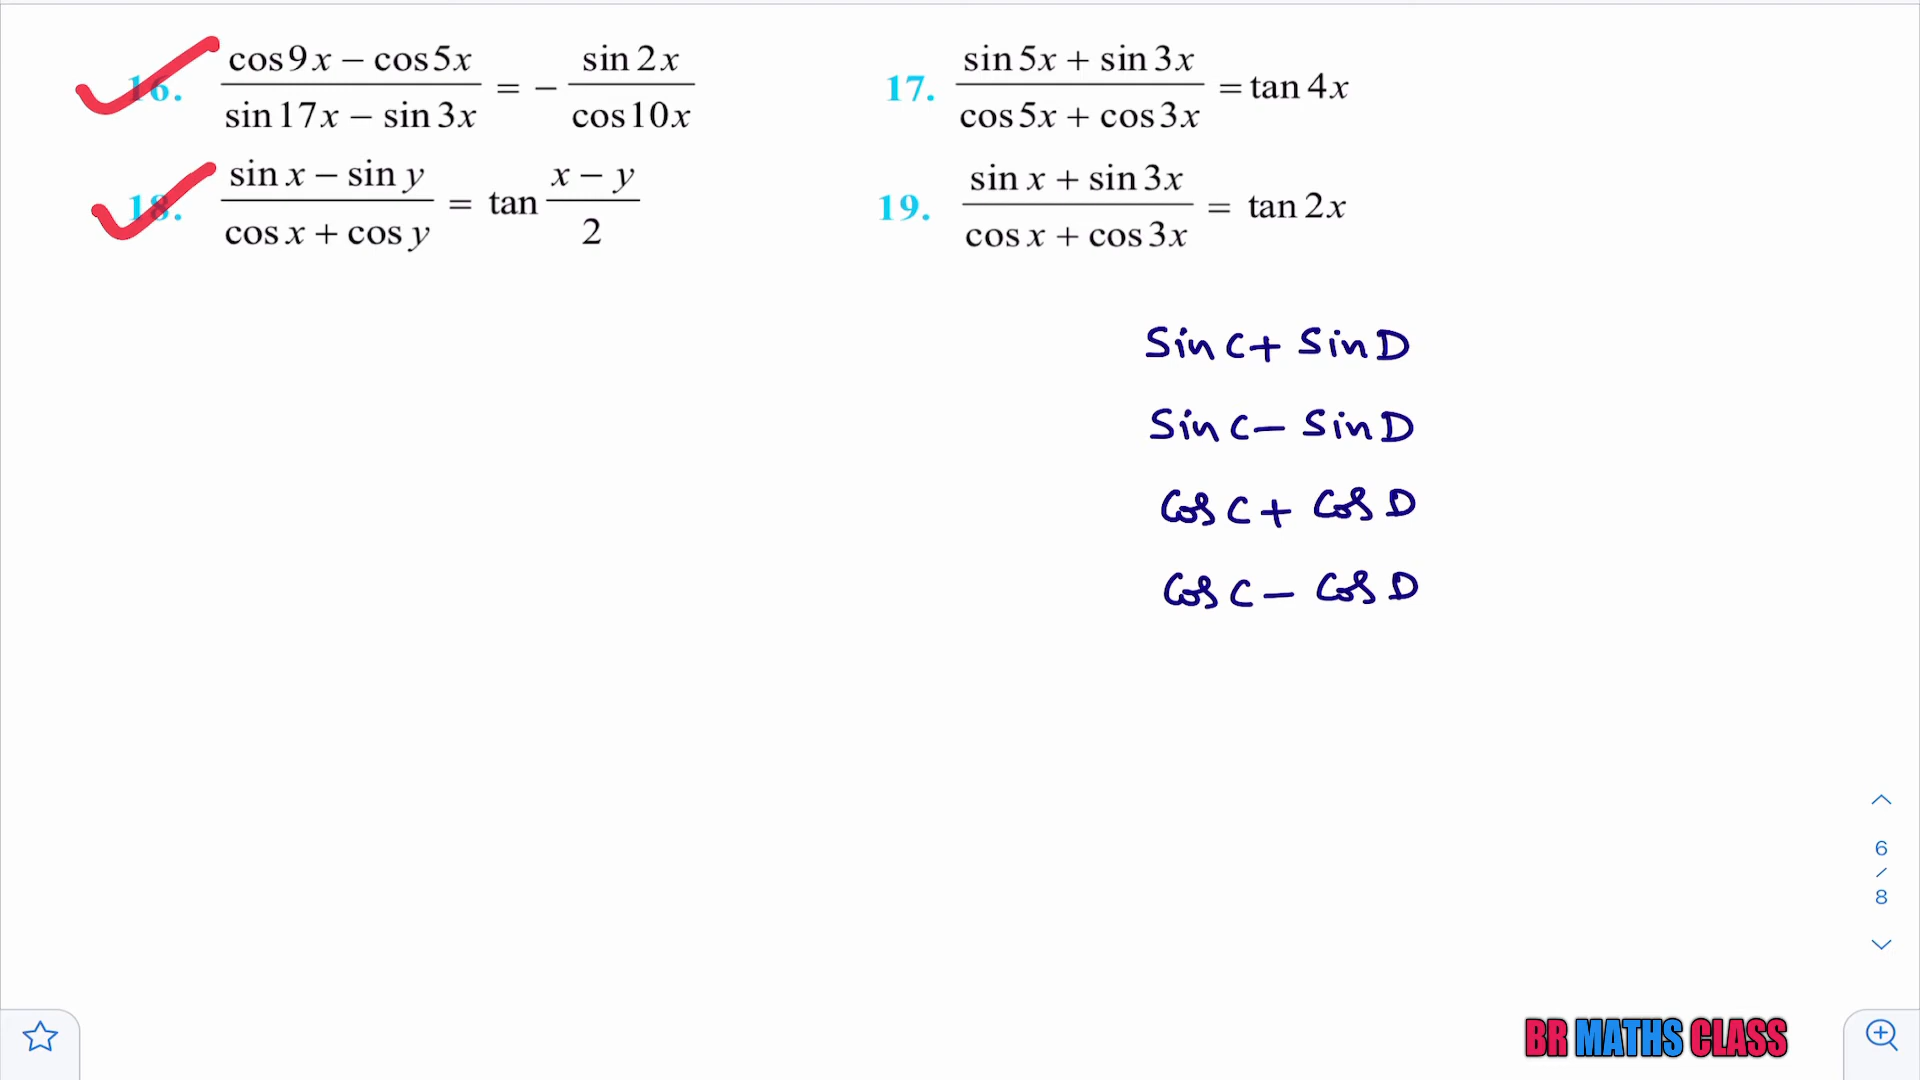 16. (cos 9x − cos 5x)/(sin 17x − sin 3x) = − (sin 2x)/(cos 10x)
17. (sin 5x + sin 3x)/(cos 5x + cos 3x) = tan 4x
18. (sin x − sin y)/(cos x + cos y) = tan (x − y)/2
19. (sin x + sin 3x)/(cos x + cos 3x) = tan 2x
Sin C + Sin D
Sin C − Sin D
Cos C + Cos D
Cos C − Cos D
6
/
8
BR MATHS CLASS